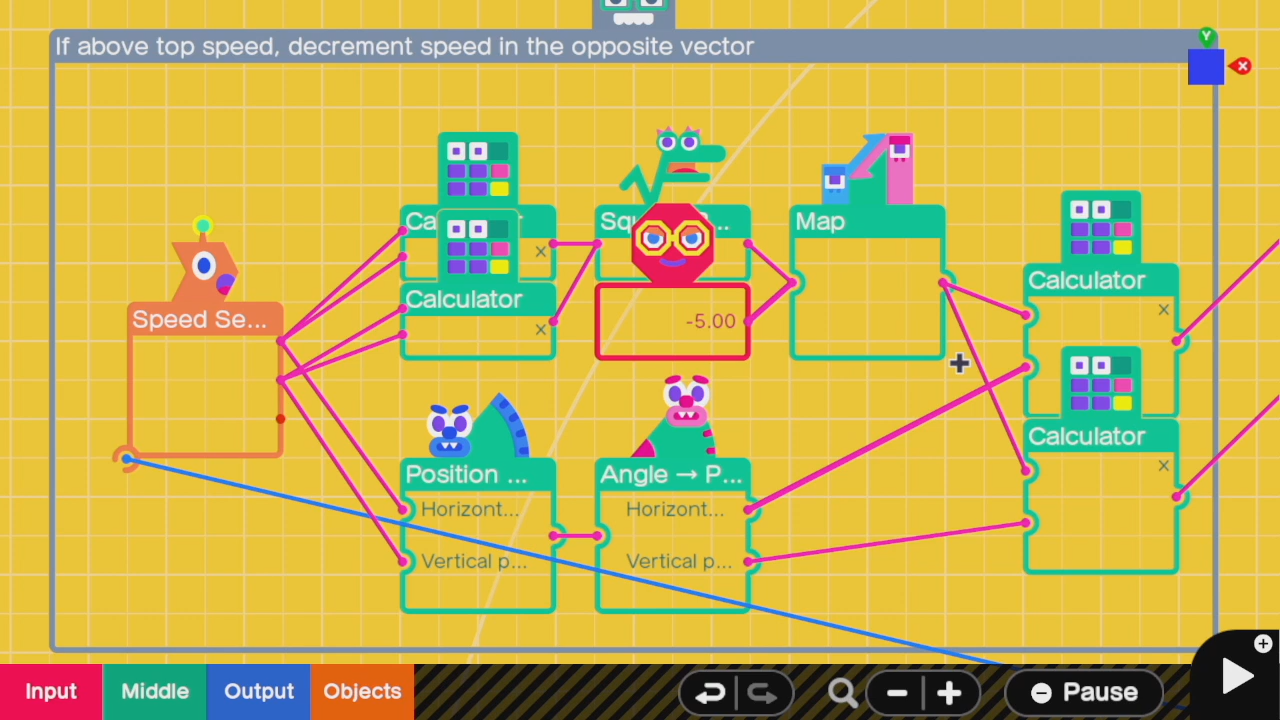 If above top speed, decrement speed in the opposite vector
Y
X
Map
×
Calculator
Speed Se...
Calculator
×
-5.00
×
Calculator
Position ...
Angle → P...
×
Horizont...
Horizont...
Vertical p...
Vertical p...
Input
Middle
Output
Objects
Pause